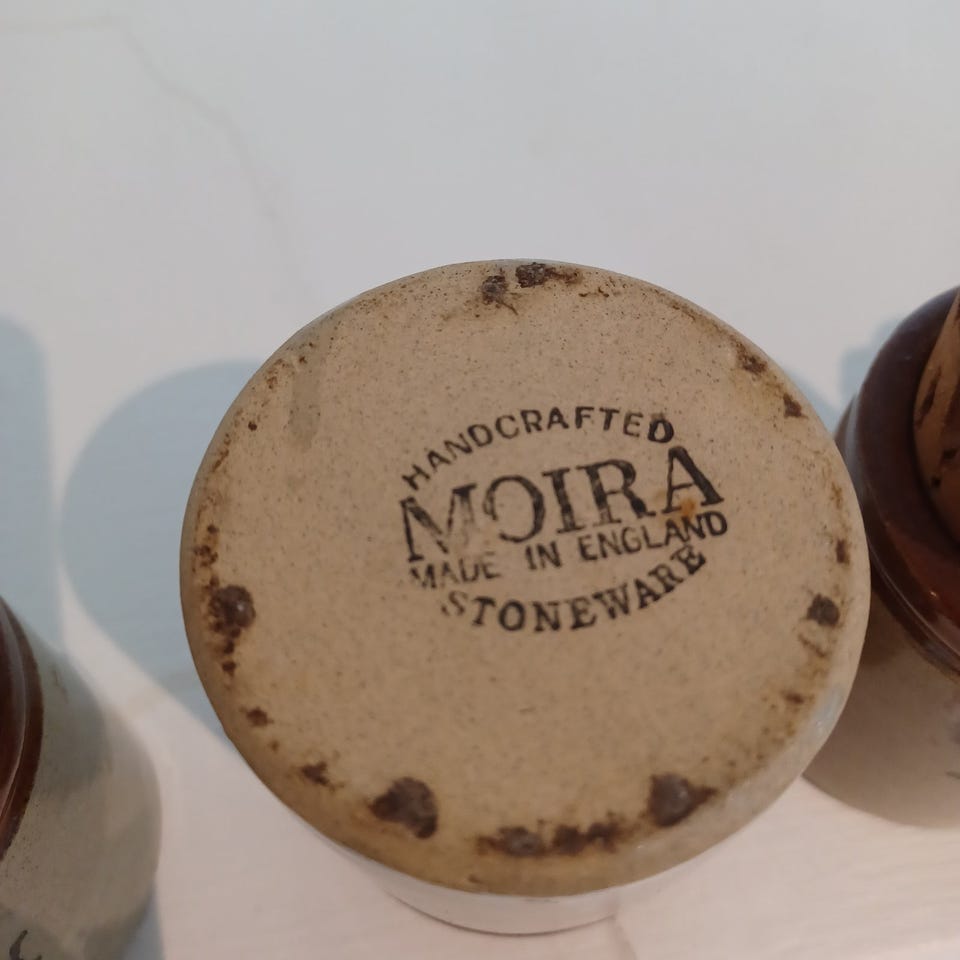 HANDCRAFTED
MOIRA
MADE IN ENGLAND
STONEWARE